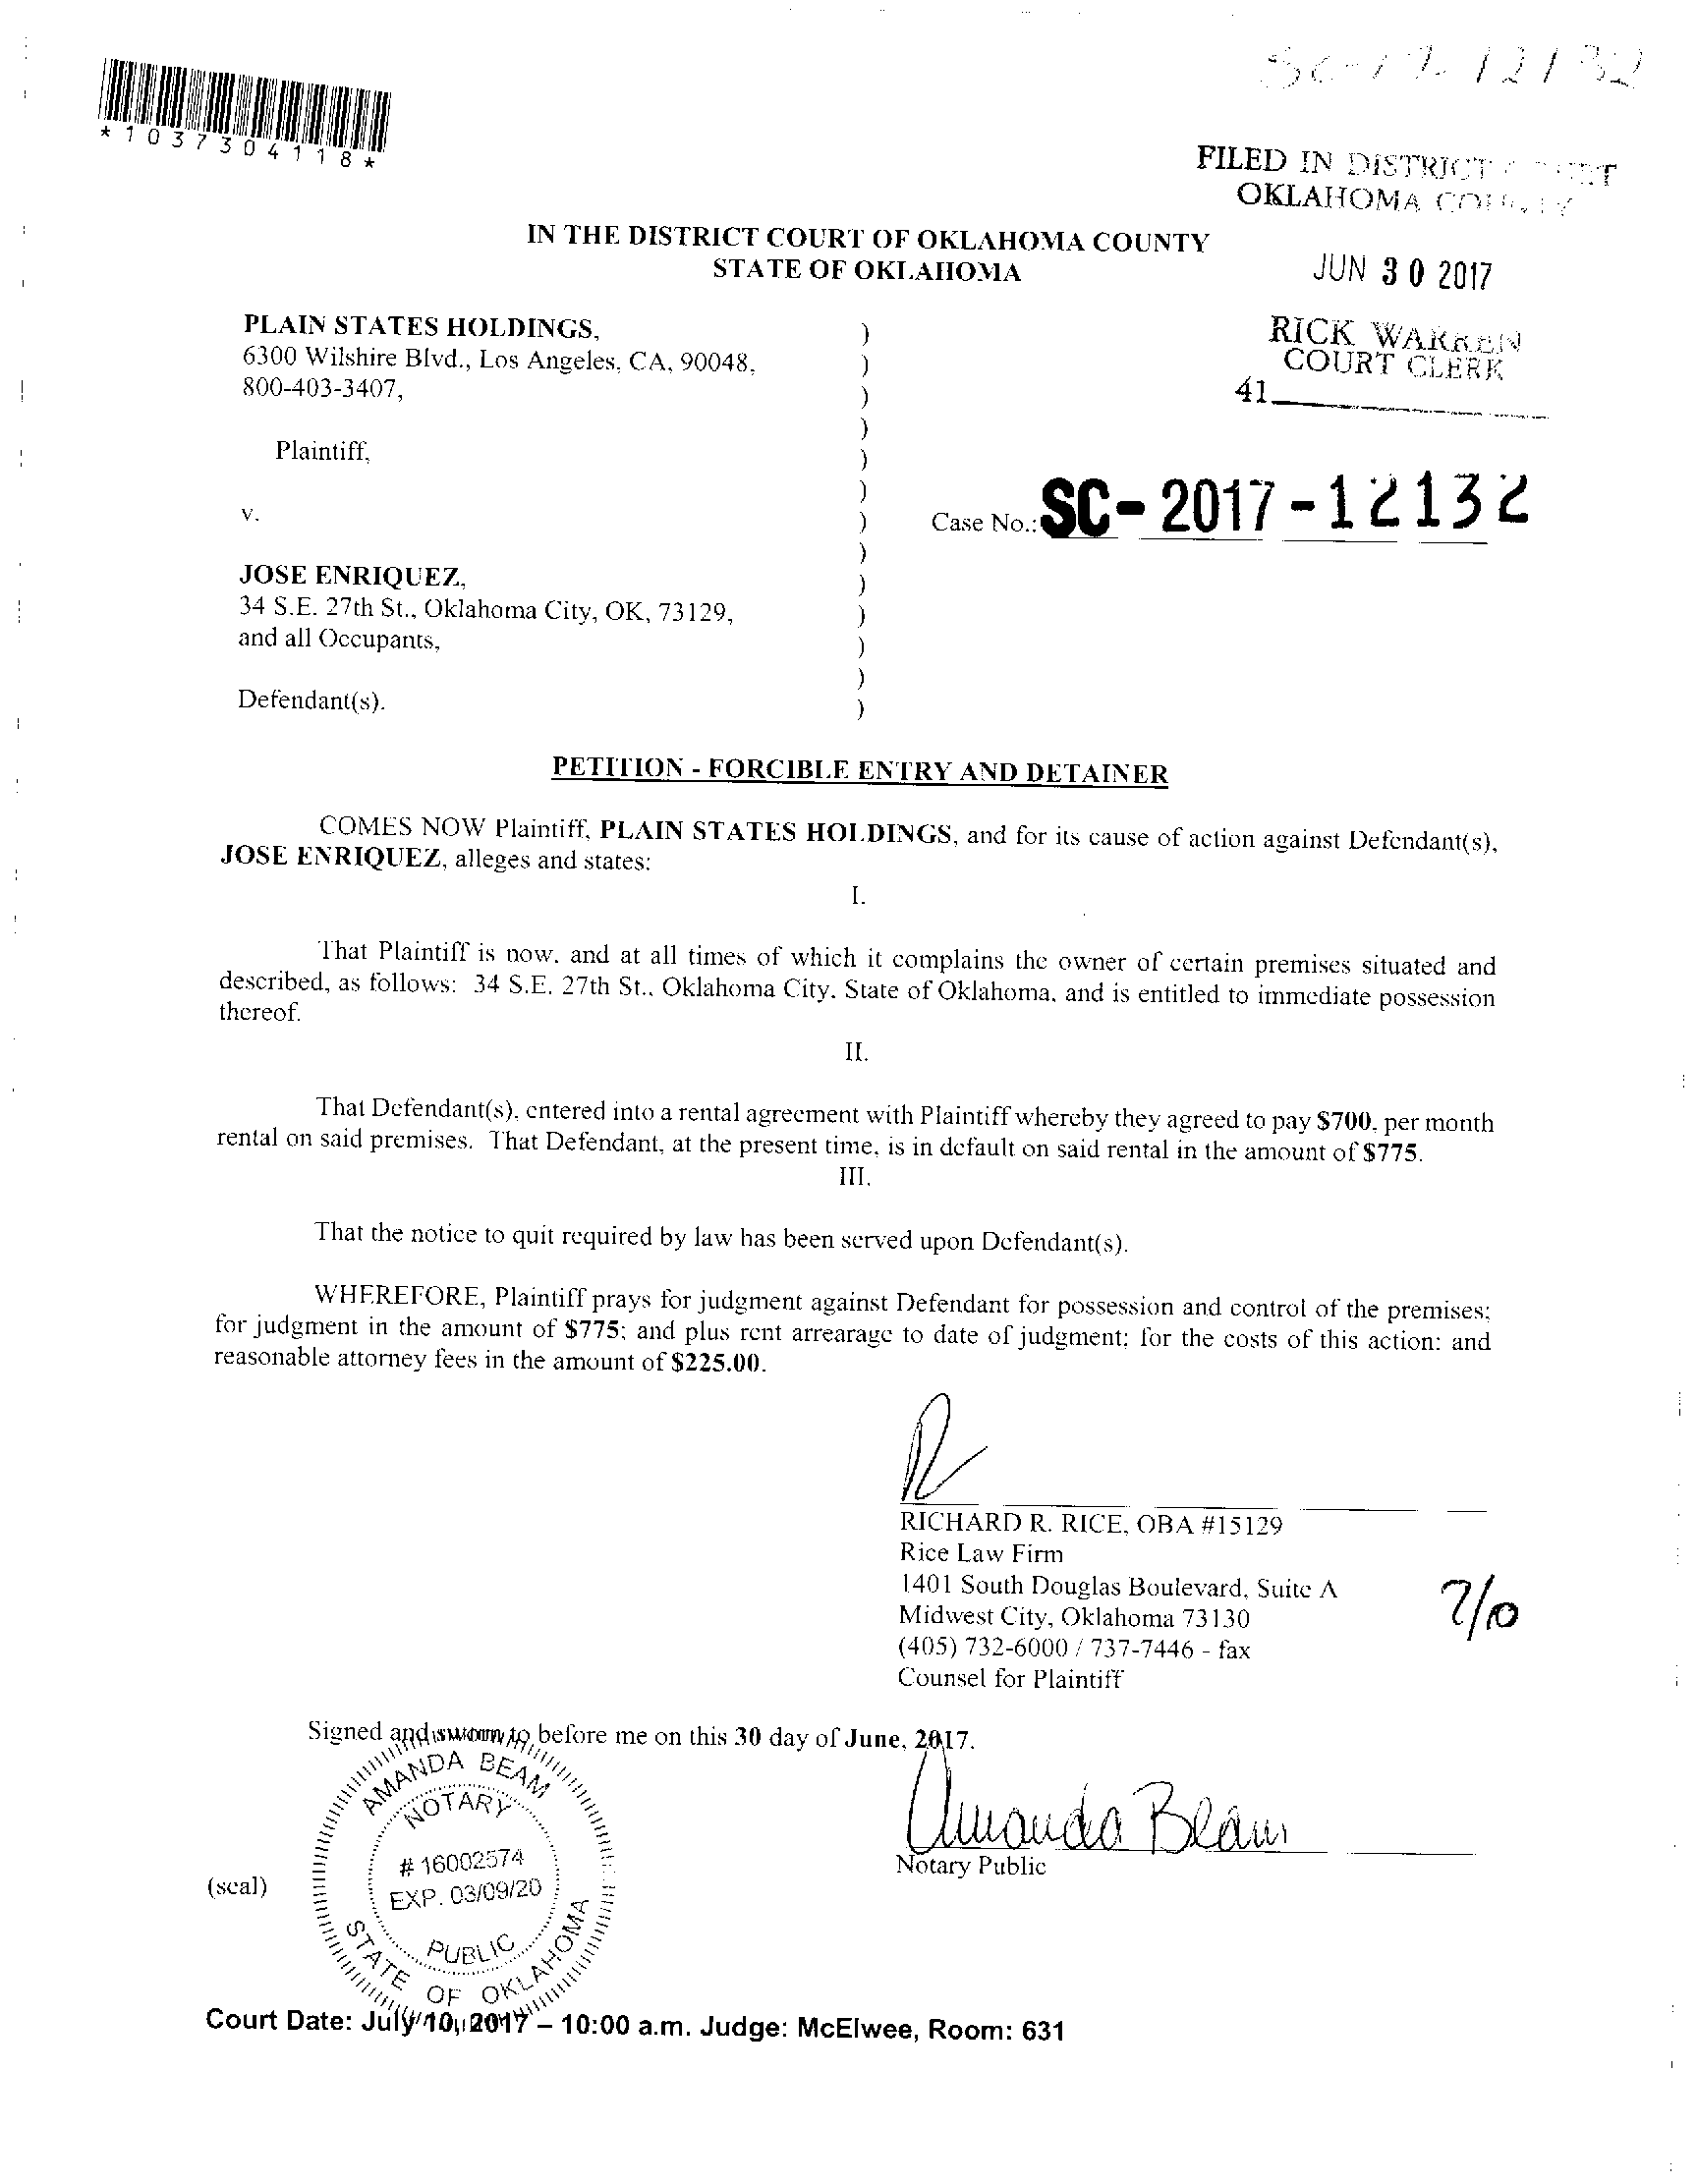 SC-17-12132
*1037304118*
FILED IN DISTRICT COURT
OKLAHOMA COUNTY
IN THE DISTRICT COURT OF OKLAHOMA COUNTY
STATE OF OKLAHOMA
JUN 30 2017
RICK WARREN
COURT CLERK
41
PLAIN STATES HOLDINGS, )
6300 Wilshire Blvd., Los Angeles, CA, 90048, )
800-403-3407, )
)
Plaintiff, )
)
v. ) Case No.: SC-2017-12132
)
JOSE ENRIQUEZ, )
34 S.E. 27th St., Oklahoma City, OK, 73129, )
and all Occupants, )
)
Defendant(s). )
PETITION - FORCIBLE ENTRY AND DETAINER
COMES NOW Plaintiff, PLAIN STATES HOLDINGS, and for its cause of action against Defendant(s),
JOSE ENRIQUEZ, alleges and states:
I.
That Plaintiff is now, and at all times of which it complains the owner of certain premises situated and
described, as follows: 34 S.E. 27th St., Oklahoma City, State of Oklahoma, and is entitled to immediate possession
thereof.
II.
That Defendant(s), entered into a rental agreement with Plaintiff whereby they agreed to pay $700, per month
rental on said premises. That Defendant, at the present time, is in default on said rental in the amount of $775.
III.
That the notice to quit required by law has been served upon Defendant(s).
WHEREFORE, Plaintiff prays for judgment against Defendant for possession and control of the premises;
for judgment in the amount of $775; and plus rent arrearage to date of judgment; for the costs of this action: and
reasonable attorney fees in the amount of $225.00.
RICHARD R. RICE, OBA #15129
Rice Law Firm
1401 South Douglas Boulevard, Suite A
Midwest City, Oklahoma 73130
(405) 732-6000 / 737-7446 - fax
Counsel for Plaintiff
7/10
Signed and sworn to before me on this 30 day of June, 2017.
AMANDA BEAM
NOTARY
# 16002574
EXP. 03/09/20
PUBLIC
STATE OF OKLAHOMA
(seal)
Amanda Beam
Notary Public
Court Date: July 10, 2017 – 10:00 a.m. Judge: McElwee, Room: 631